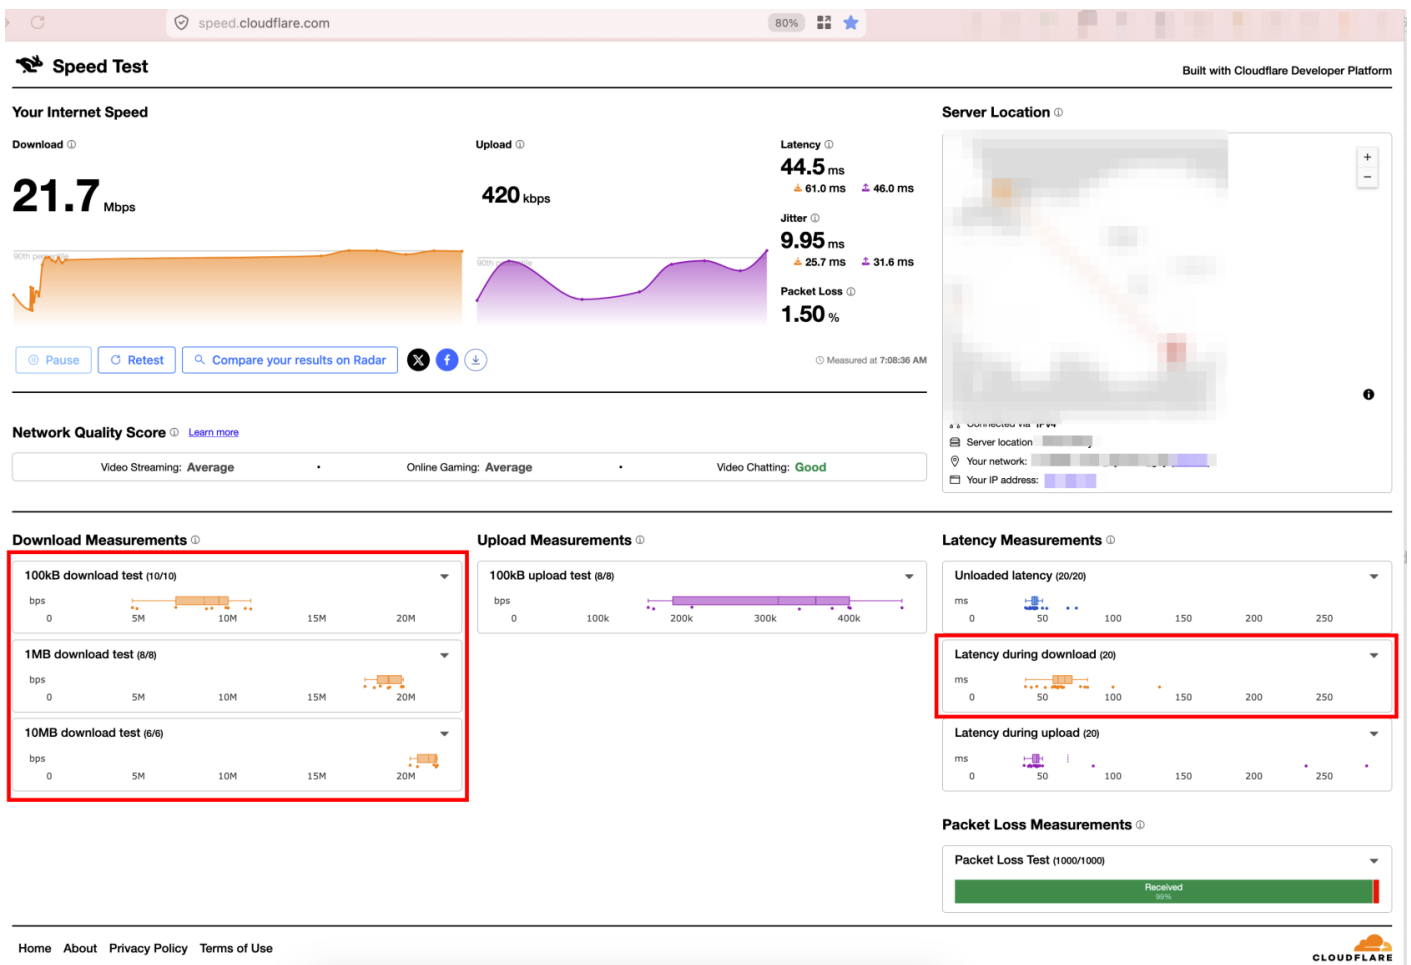 speed.cloudflare.com
80%
Speed Test
Built with Cloudflare Developer Platform
Your Internet Speed
Download
21.7 Mbps
90th percentile
Upload
420 kbps
90th percentile
Latency
44.5 ms
61.0 ms 46.0 ms
Jitter
9.95 ms
25.7 ms 31.6 ms
Packet Loss
1.50 %
Pause
Retest
Compare your results on Radar
Measured at 7:08:36 AM
Server Location
+
−
Connected via IPv4
Server location
Your network:
Your IP address:
Network Quality Score Learn more
Video Streaming: Average · Online Gaming: Average · Video Chatting: Good
Download Measurements
100kB download test (10/10)
bps
0 5M 10M 15M 20M
1MB download test (8/8)
bps
0 5M 10M 15M 20M
10MB download test (6/6)
bps
0 5M 10M 15M 20M
Upload Measurements
100kB upload test (8/8)
bps
0 100k 200k 300k 400k
Latency Measurements
Unloaded latency (20/20)
ms
0 50 100 150 200 250
Latency during download (20)
ms
0 50 100 150 200 250
Latency during upload (20)
ms
0 50 100 150 200 250
Packet Loss Measurements
Packet Loss Test (1000/1000)
Received
99%
Home About Privacy Policy Terms of Use
CLOUDFLARE